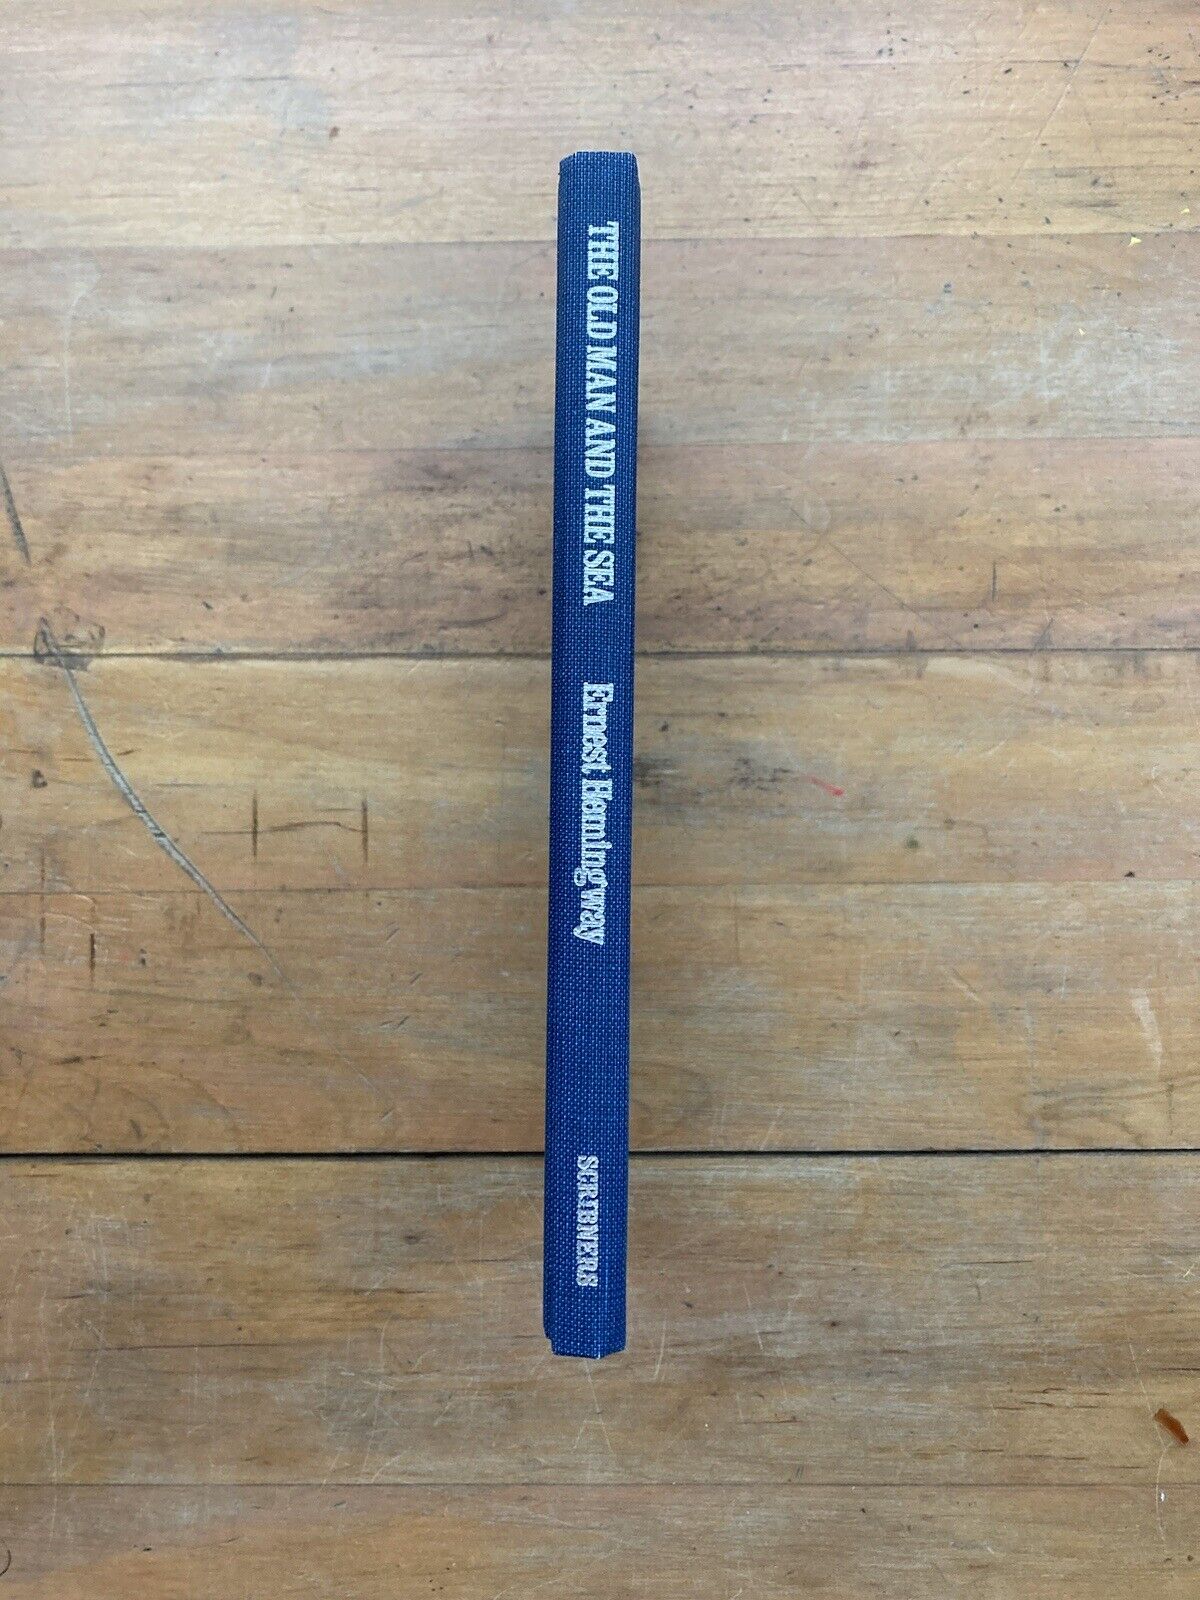 THE OLD MAN AND THE SEA
Ernest Hemingway
SCRIBNERS